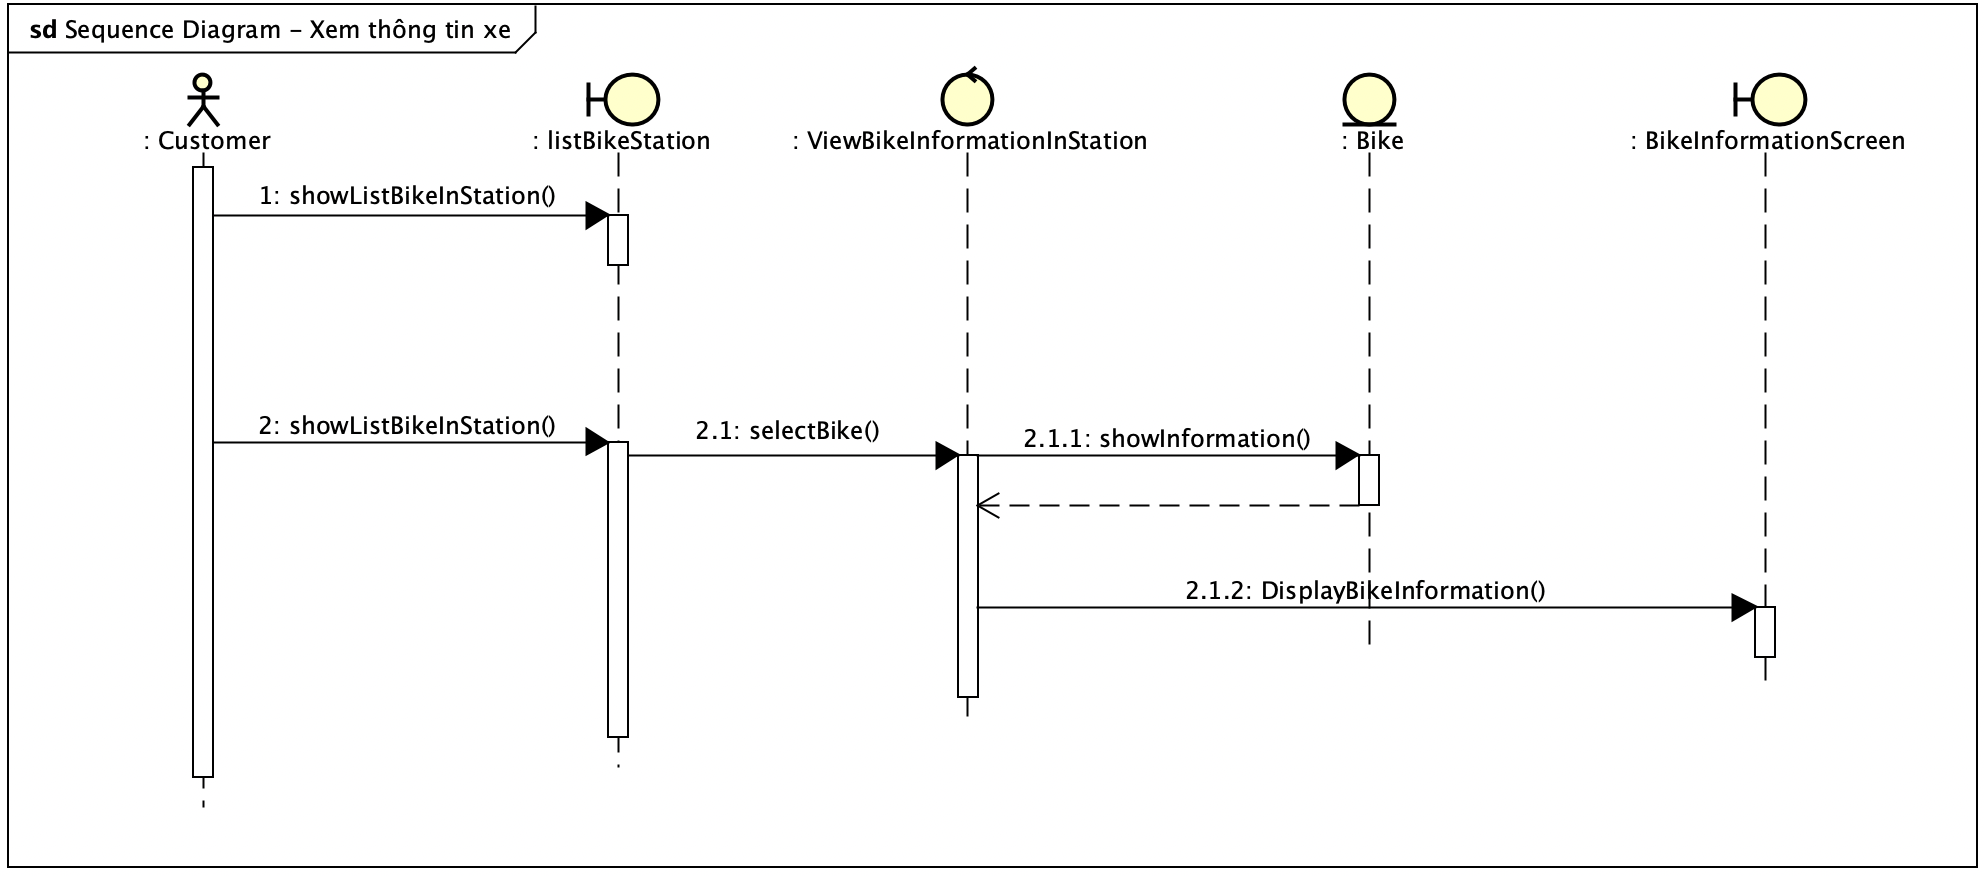 sd Sequence Diagram – Xem thông tin xe
: Customer
: listBikeStation
: ViewBikeInformationInStation
: Bike
: BikeInformationScreen
1: showListBikeInStation()
2: showListBikeInStation()
2.1: selectBike()
2.1.1: showInformation()
2.1.2: DisplayBikeInformation()